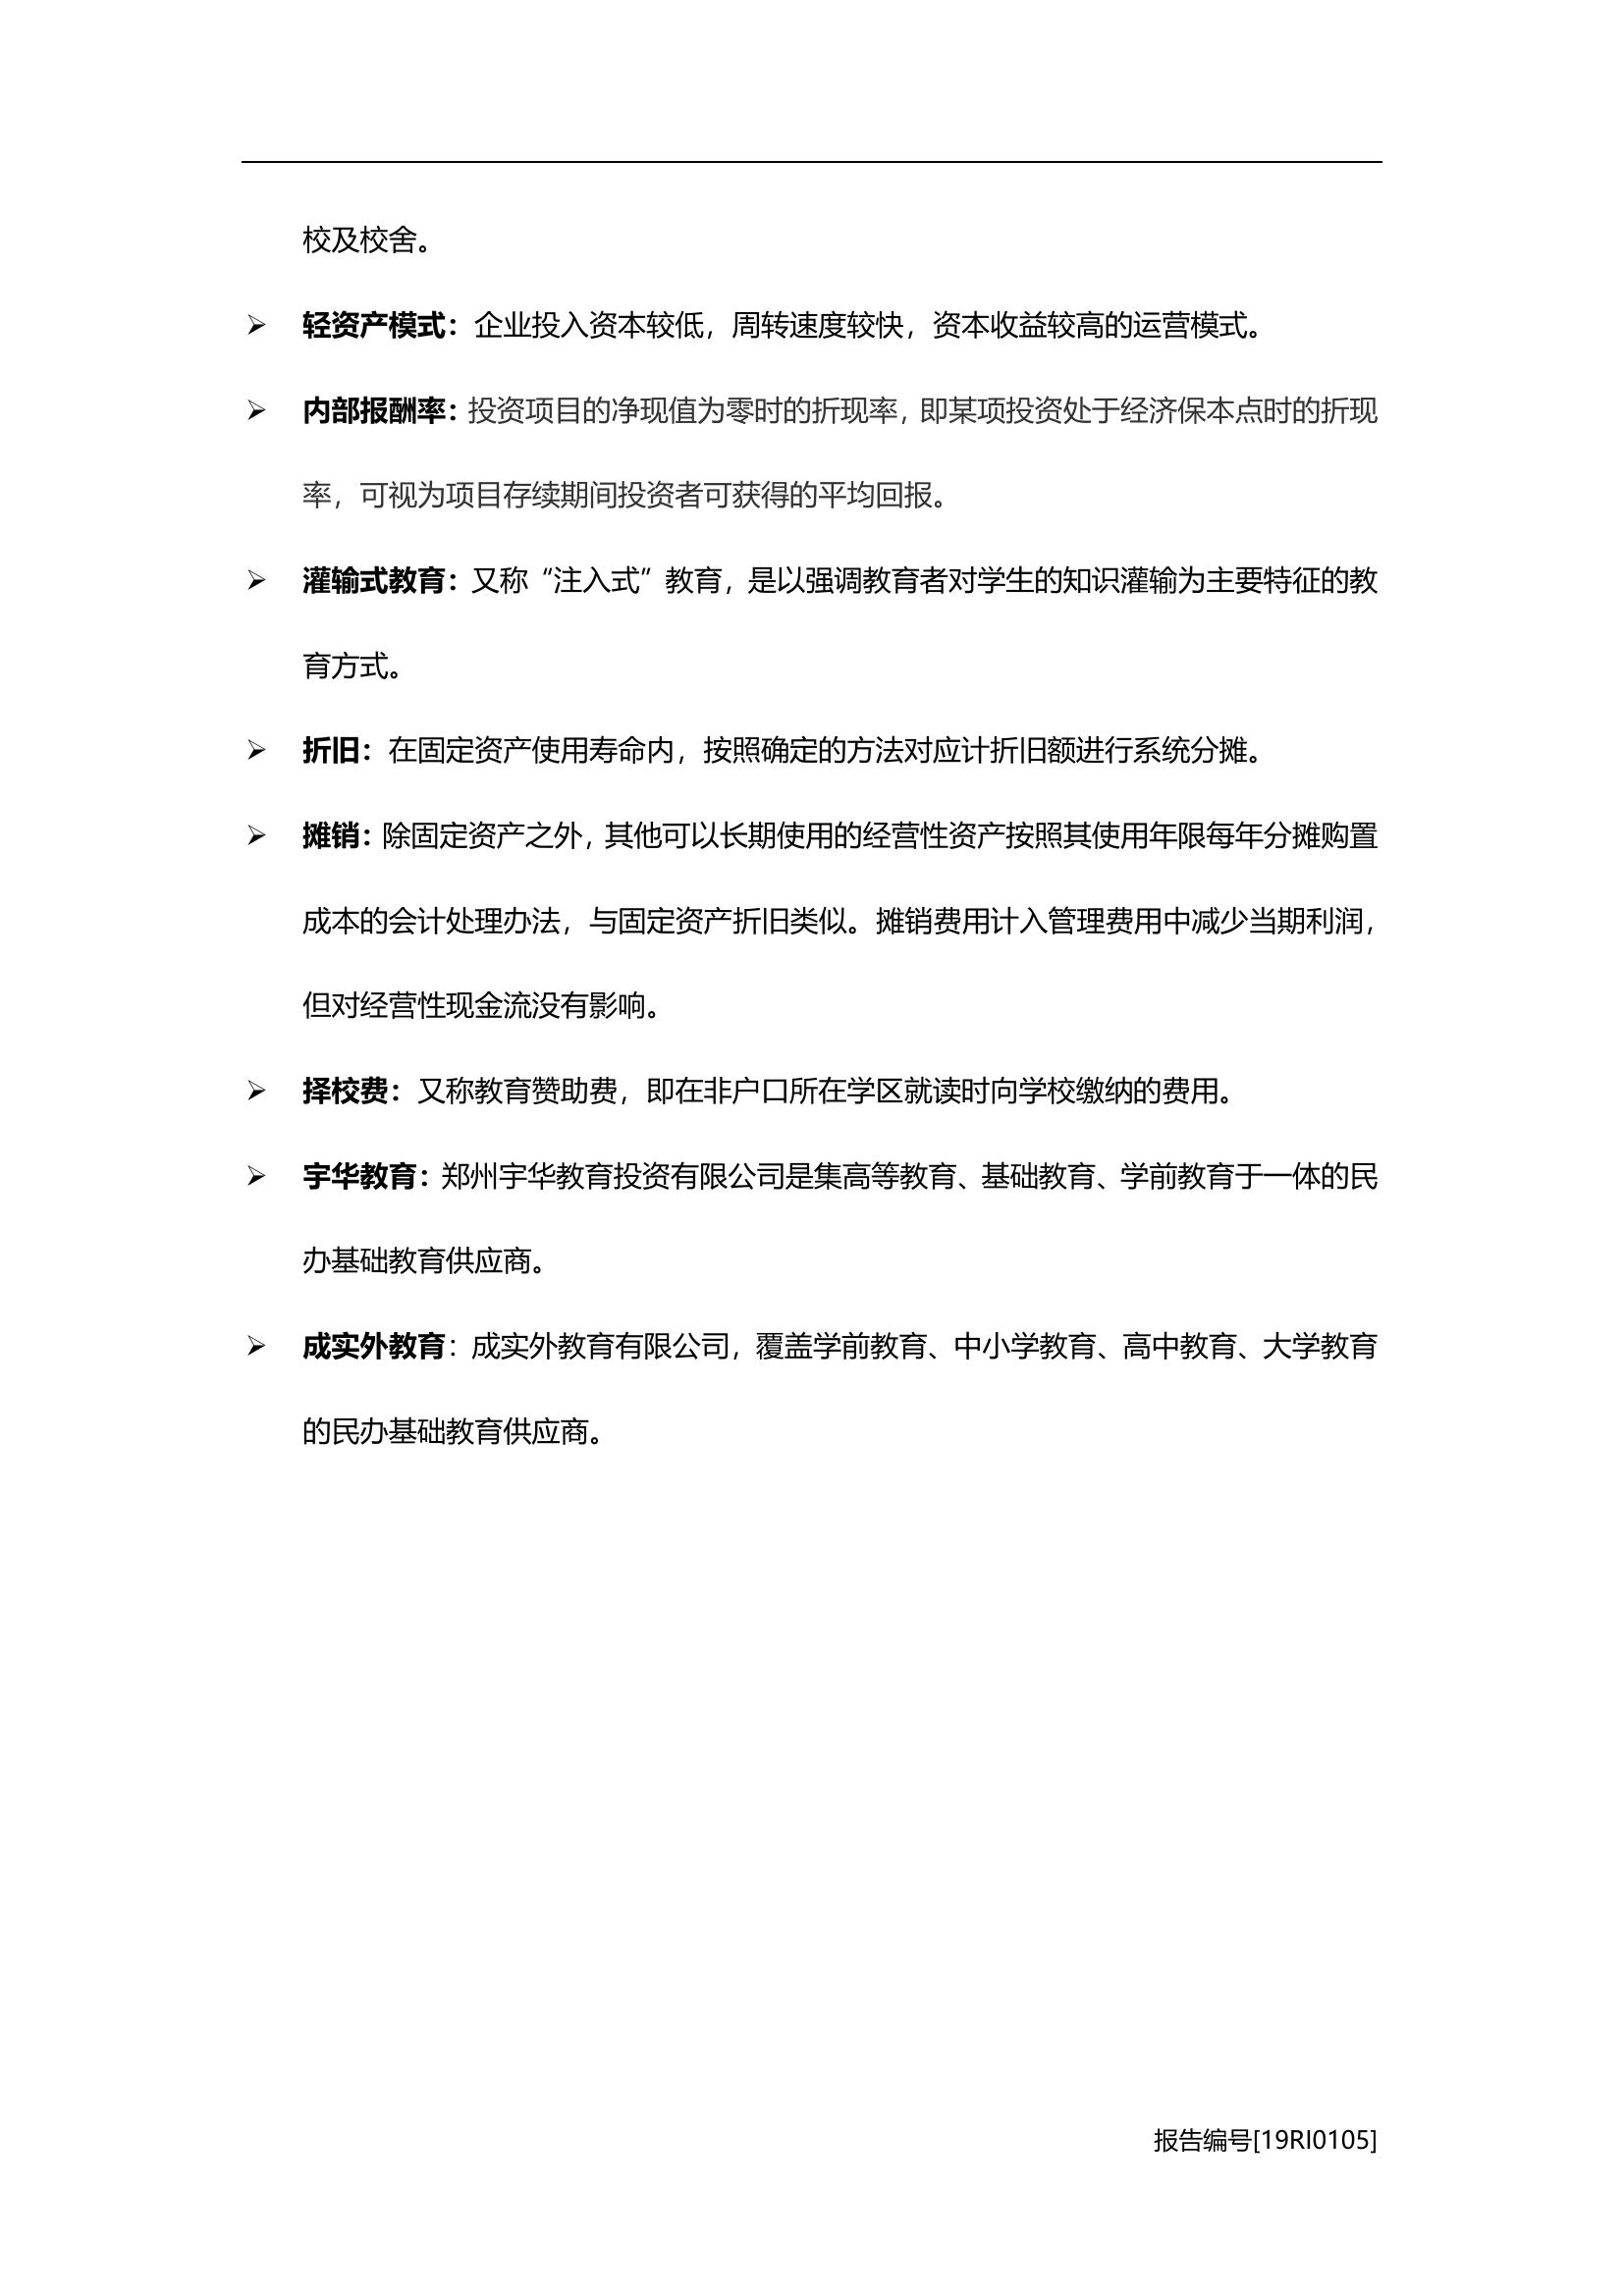 校及校舍。
➢ 轻资产模式：企业投入资本较低，周转速度较快，资本收益较高的运营模式。
➢ 内部报酬率：投资项目的净现值为零时的折现率，即某项投资处于经济保本点时的折现
率，可视为项目存续期间投资者可获得的平均回报。
➢ 灌输式教育：又称“注入式”教育，是以强调教育者对学生的知识灌输为主要特征的教
育方式。
➢ 折旧：在固定资产使用寿命内，按照确定的方法对应计折旧额进行系统分摊。
➢ 摊销：除固定资产之外，其他可以长期使用的经营性资产按照其使用年限每年分摊购置
成本的会计处理办法，与固定资产折旧类似。摊销费用计入管理费用中减少当期利润，
但对经营性现金流没有影响。
➢ 择校费：又称教育赞助费，即在非户口所在学区就读时向学校缴纳的费用。
➢ 宇华教育：郑州宇华教育投资有限公司是集高等教育、基础教育、学前教育于一体的民
办基础教育供应商。
➢ 成实外教育：成实外教育有限公司，覆盖学前教育、中小学教育、高中教育、大学教育
的民办基础教育供应商。
报告编号[19RI0105]